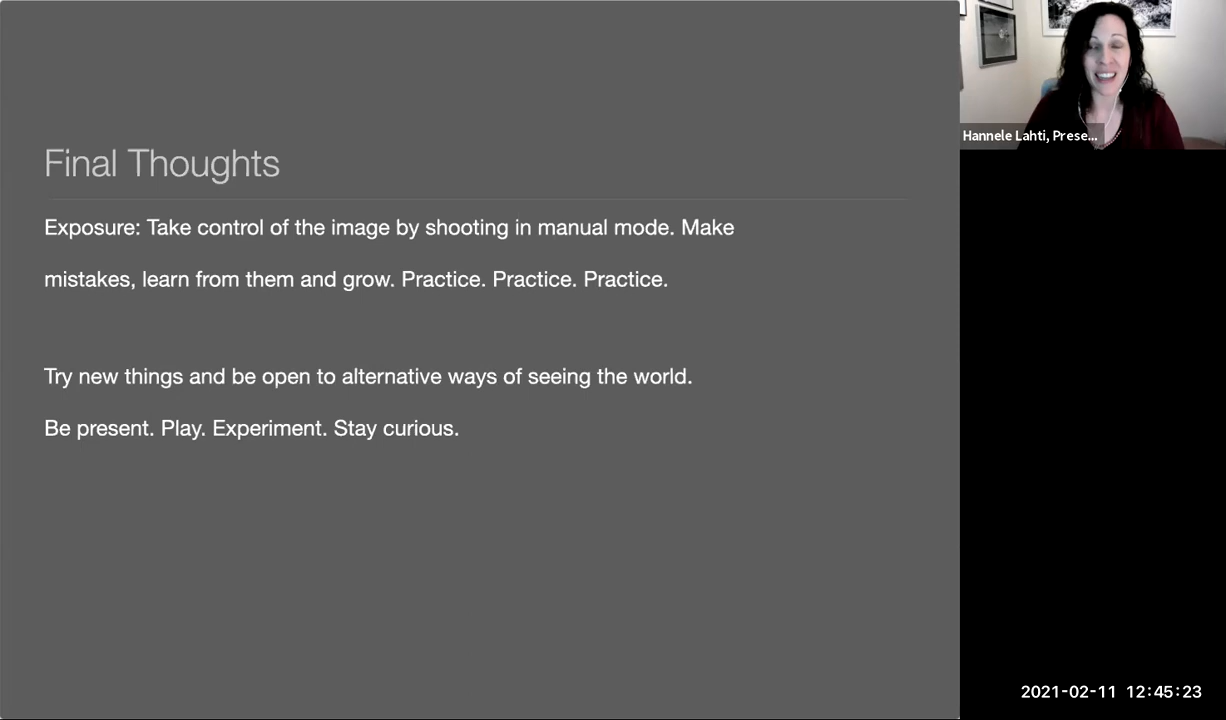 Final Thoughts
Exposure: Take control of the image by shooting in manual mode. Make
mistakes, learn from them and grow. Practice. Practice. Practice.
Try new things and be open to alternative ways of seeing the world.
Be present. Play. Experiment. Stay curious.
Hannele Lahti, Prese...
2021-02-11 12:45:23